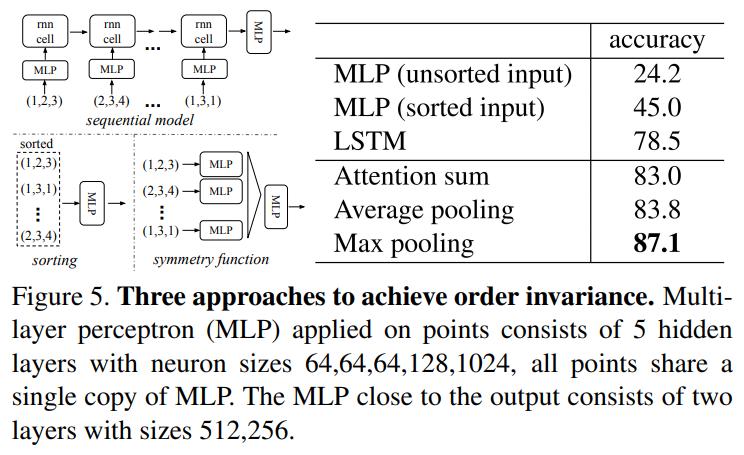 rnn cell rnn cell ... rnn cell MLP
MLP MLP MLP
(1,2,3) (2,3,4) ... (1,3,1)
sequential model
sorted
(1,2,3)
(1,3,1)
⋮
(2,3,4)
MLP
sorting
(1,2,3) MLP
(2,3,4) MLP
⋮
(1,3,1) MLP
MLP
symmetry function
accuracy
MLP (unsorted input) 24.2
MLP (sorted input) 45.0
LSTM 78.5
Attention sum 83.0
Average pooling 83.8
Max pooling 87.1
Figure 5. Three approaches to achieve order invariance. Multi-
layer perceptron (MLP) applied on points consists of 5 hidden
layers with neuron sizes 64,64,64,128,1024, all points share a
single copy of MLP. The MLP close to the output consists of two
layers with sizes 512,256.